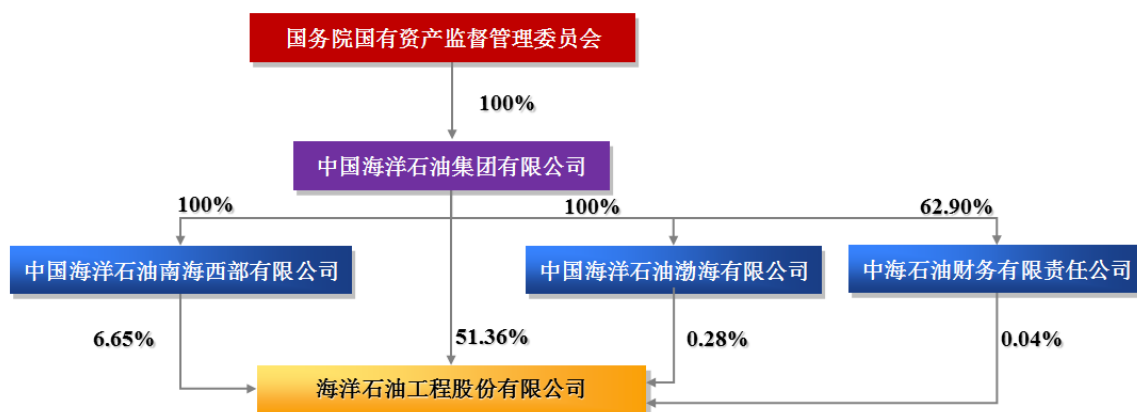 国务院国有资产监督管理委员会
100%
中国海洋石油集团有限公司
100%
100%
62.90%
中国海洋石油南海西部有限公司
中国海洋石油渤海有限公司
中海石油财务有限责任公司
6.65%
51.36%
0.28%
0.04%
海洋石油工程股份有限公司